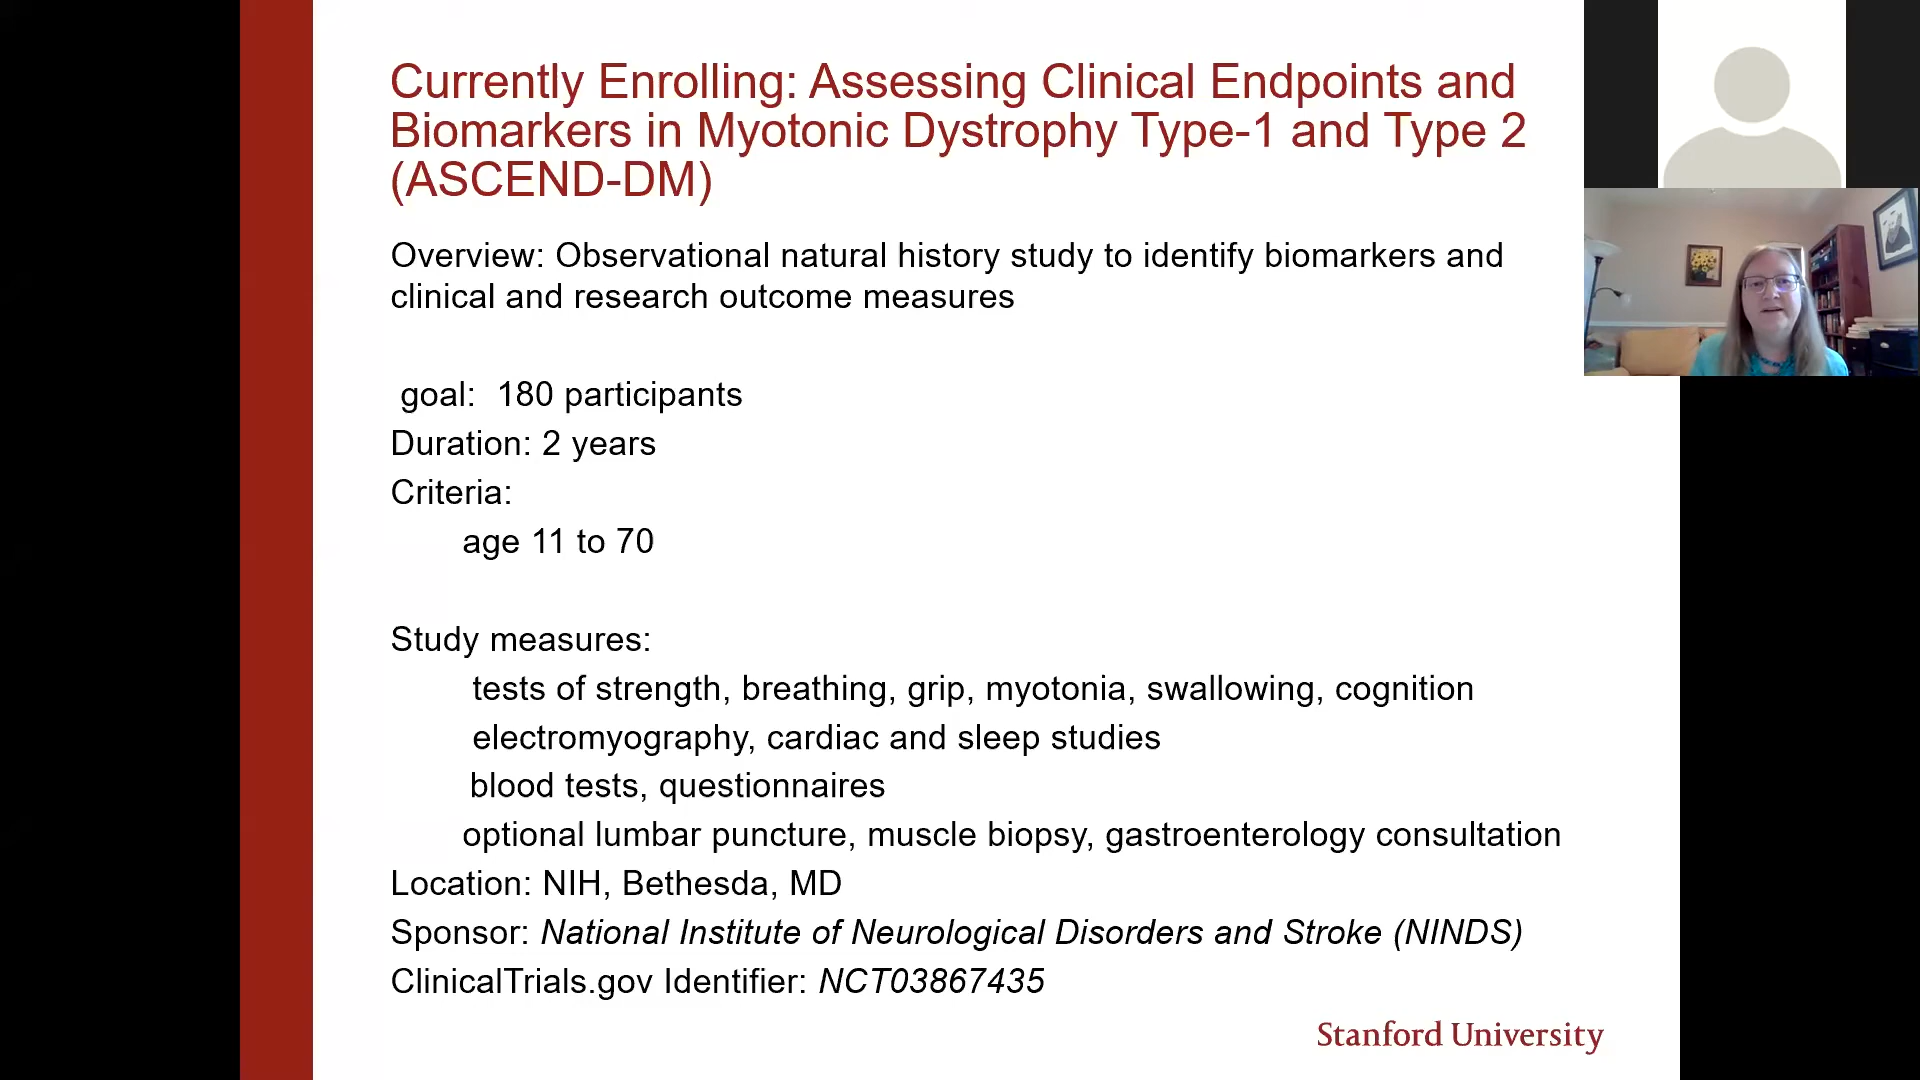 Currently Enrolling: Assessing Clinical Endpoints and
Biomarkers in Myotonic Dystrophy Type-1 and Type 2
(ASCEND-DM)
Overview: Observational natural history study to identify biomarkers and
clinical and research outcome measures
goal: 180 participants
Duration: 2 years
Criteria:
age 11 to 70
Study measures:
tests of strength, breathing, grip, myotonia, swallowing, cognition
electromyography, cardiac and sleep studies
blood tests, questionnaires
optional lumbar puncture, muscle biopsy, gastroenterology consultation
Location: NIH, Bethesda, MD
Sponsor: National Institute of Neurological Disorders and Stroke (NINDS)
ClinicalTrials.gov Identifier: NCT03867435
Stanford University